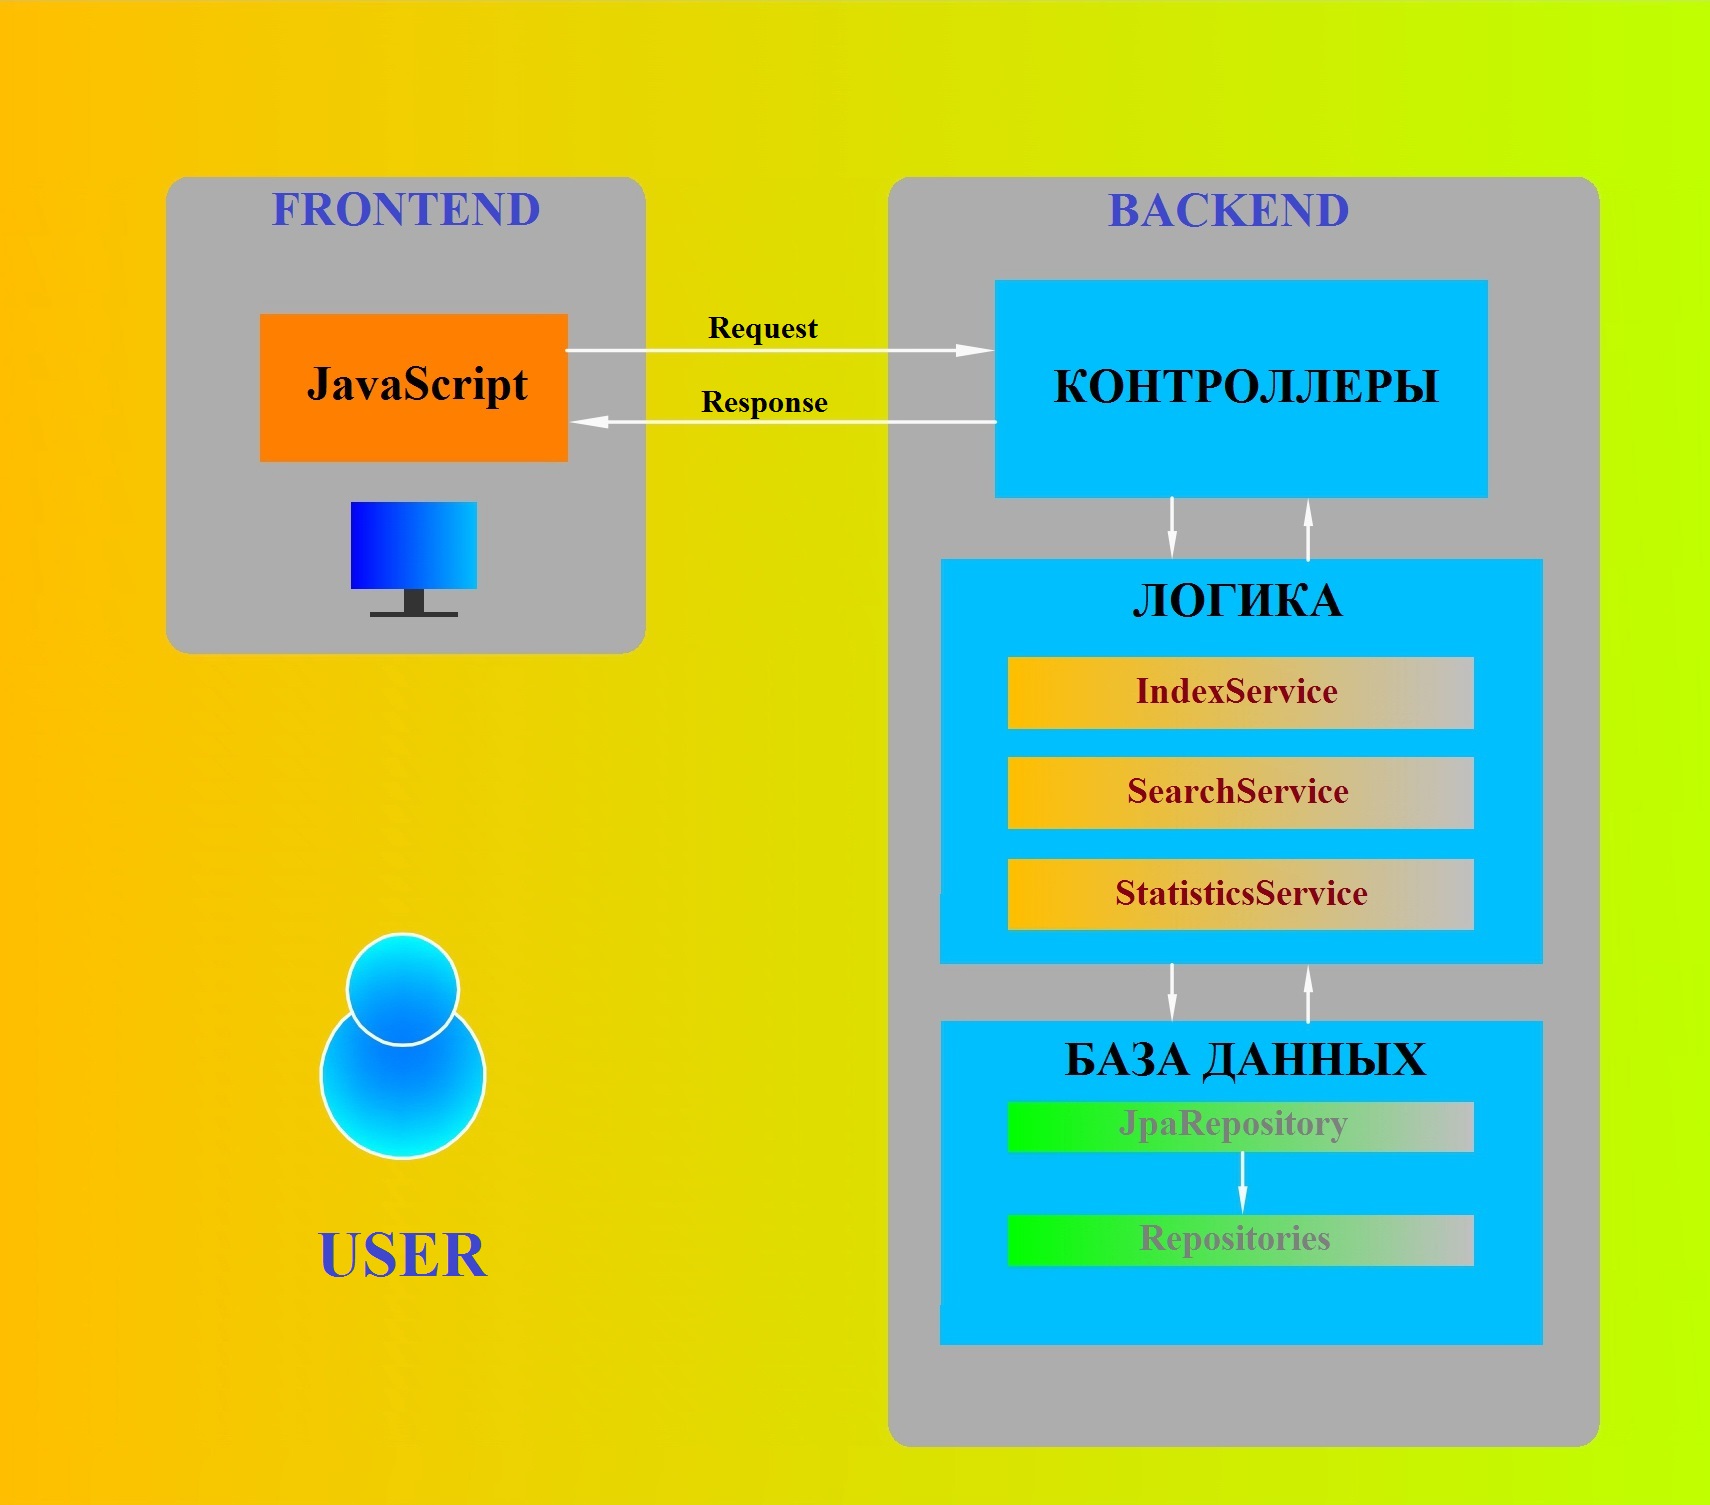 FRONTEND
JavaScript
Request
Response
BACKEND
КОНТРОЛЛЕРЫ
ЛОГИКА
IndexService
SearchService
StatisticsService
БАЗА ДАННЫХ
JpaRepository
Repositories
USER